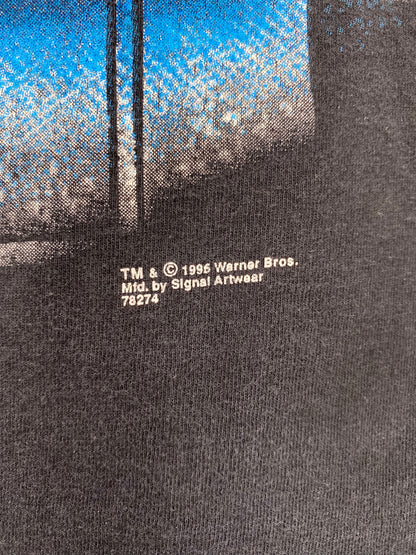 TM & © 1996 Warner Bros.
Mfd. by Signal Artwear
78274